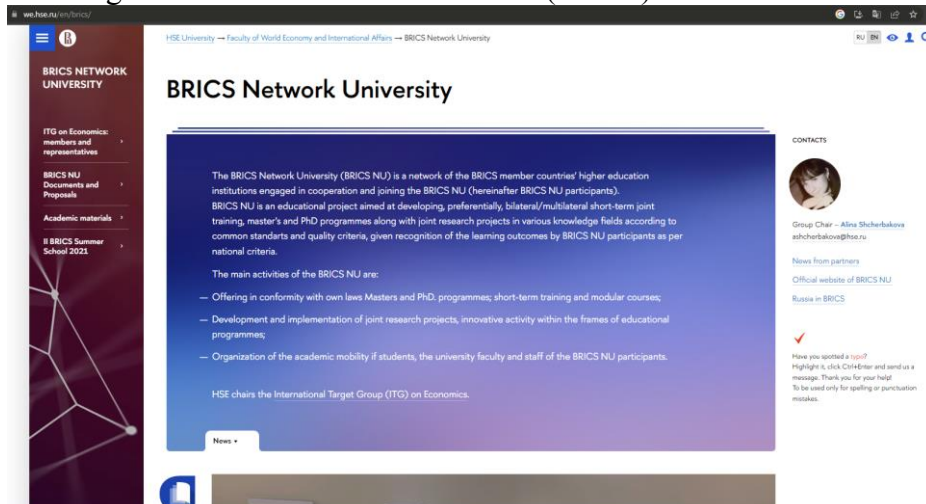 we.hse.ru/en/brics/
HSE University → Faculty of World Economy and International Affairs → BRICS Network University
RU EN
BRICS NETWORK
UNIVERSITY
ITG on Economics:
members and
representatives
BRICS NU
Documents and
Proposals
Academic materials
II BRICS Summer
School 2021
BRICS Network University
The BRICS Network University (BRICS NU) is a network of the BRICS member countries' higher education
institutions engaged in cooperation and joining the BRICS NU (hereinafter BRICS NU participants).
BRICS NU is an educational project aimed at developing, preferentially, bilateral/multilateral short-term joint
training, master's and PhD programmes along with joint research projects in various knowledge fields according to
common standarts and quality criteria, given recognition of the learning outcomes by BRICS NU participants as per
national criteria.
The main activities of the BRICS NU are:
— Offering in conformity with own laws Masters and PhD. programmes; short-term training and modular courses;
— Development and implementation of joint research projects, innovative activity within the frames of educational
programmes;
— Organization of the academic mobility if students, the university faculty and staff of the BRICS NU participants.
HSE chairs the International Target Group (ITG) on Economics.
News
CONTACTS
Group Chair – Alina Shcherbakova
ashcherbakova@hse.ru
News from partners
Official website of BRICS NU
Russia in BRICS
Have you spotted a typo?
Highlight it, click Ctrl+Enter and send us a
message. Thank you for your help!
To be used only for spelling or punctuation
mistakes.